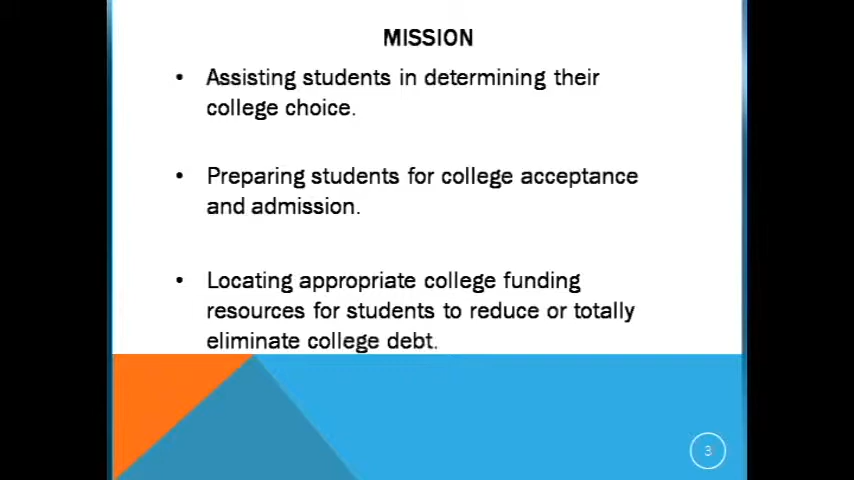 MISSION
• Assisting students in determining their
college choice.
• Preparing students for college acceptance
and admission.
• Locating appropriate college funding
resources for students to reduce or totally
eliminate college debt.
3